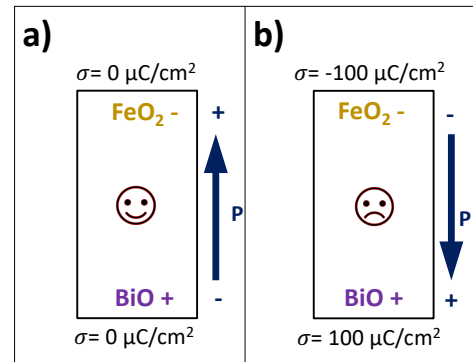 a)
σ= 0 µC/cm²
FeO₂ - +
P
BiO + -
σ= 0 µC/cm²
b)
σ= -100 µC/cm²
FeO₂ - -
P
BiO + +
σ= 100 µC/cm²